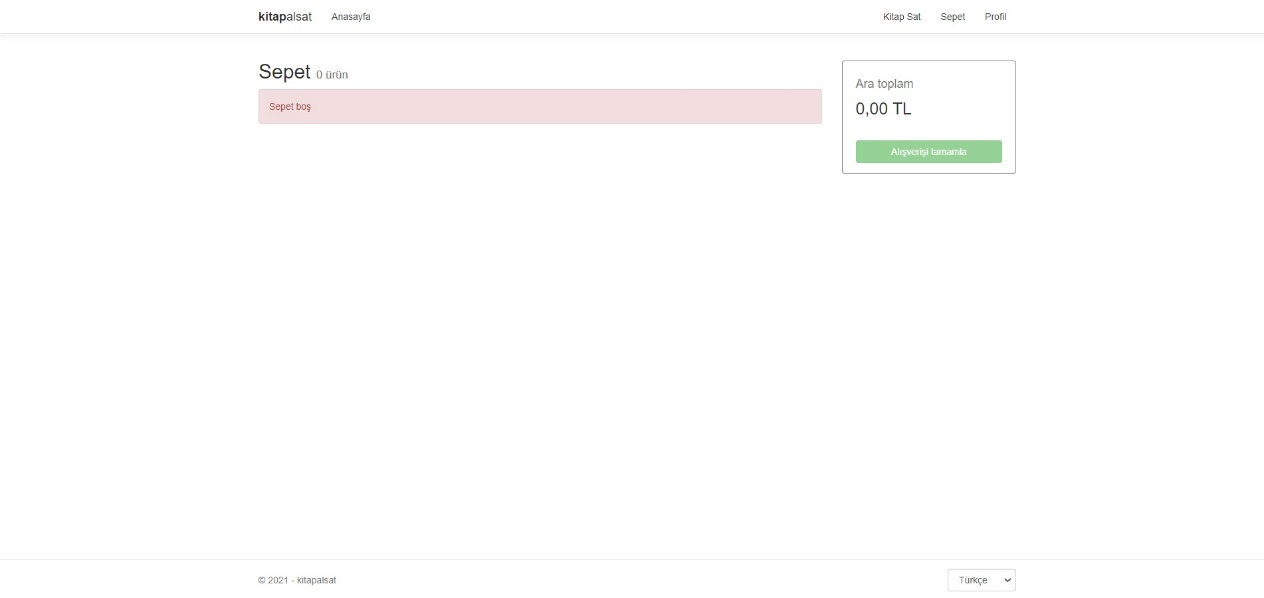 kitapalsat Anasayfa Kitap Sat Sepet Profil
Sepet 0 ürün
Sepet boş
Ara toplam
0,00 TL
Alışverişi tamamla
© 2021 - kitapalsat
Türkçe